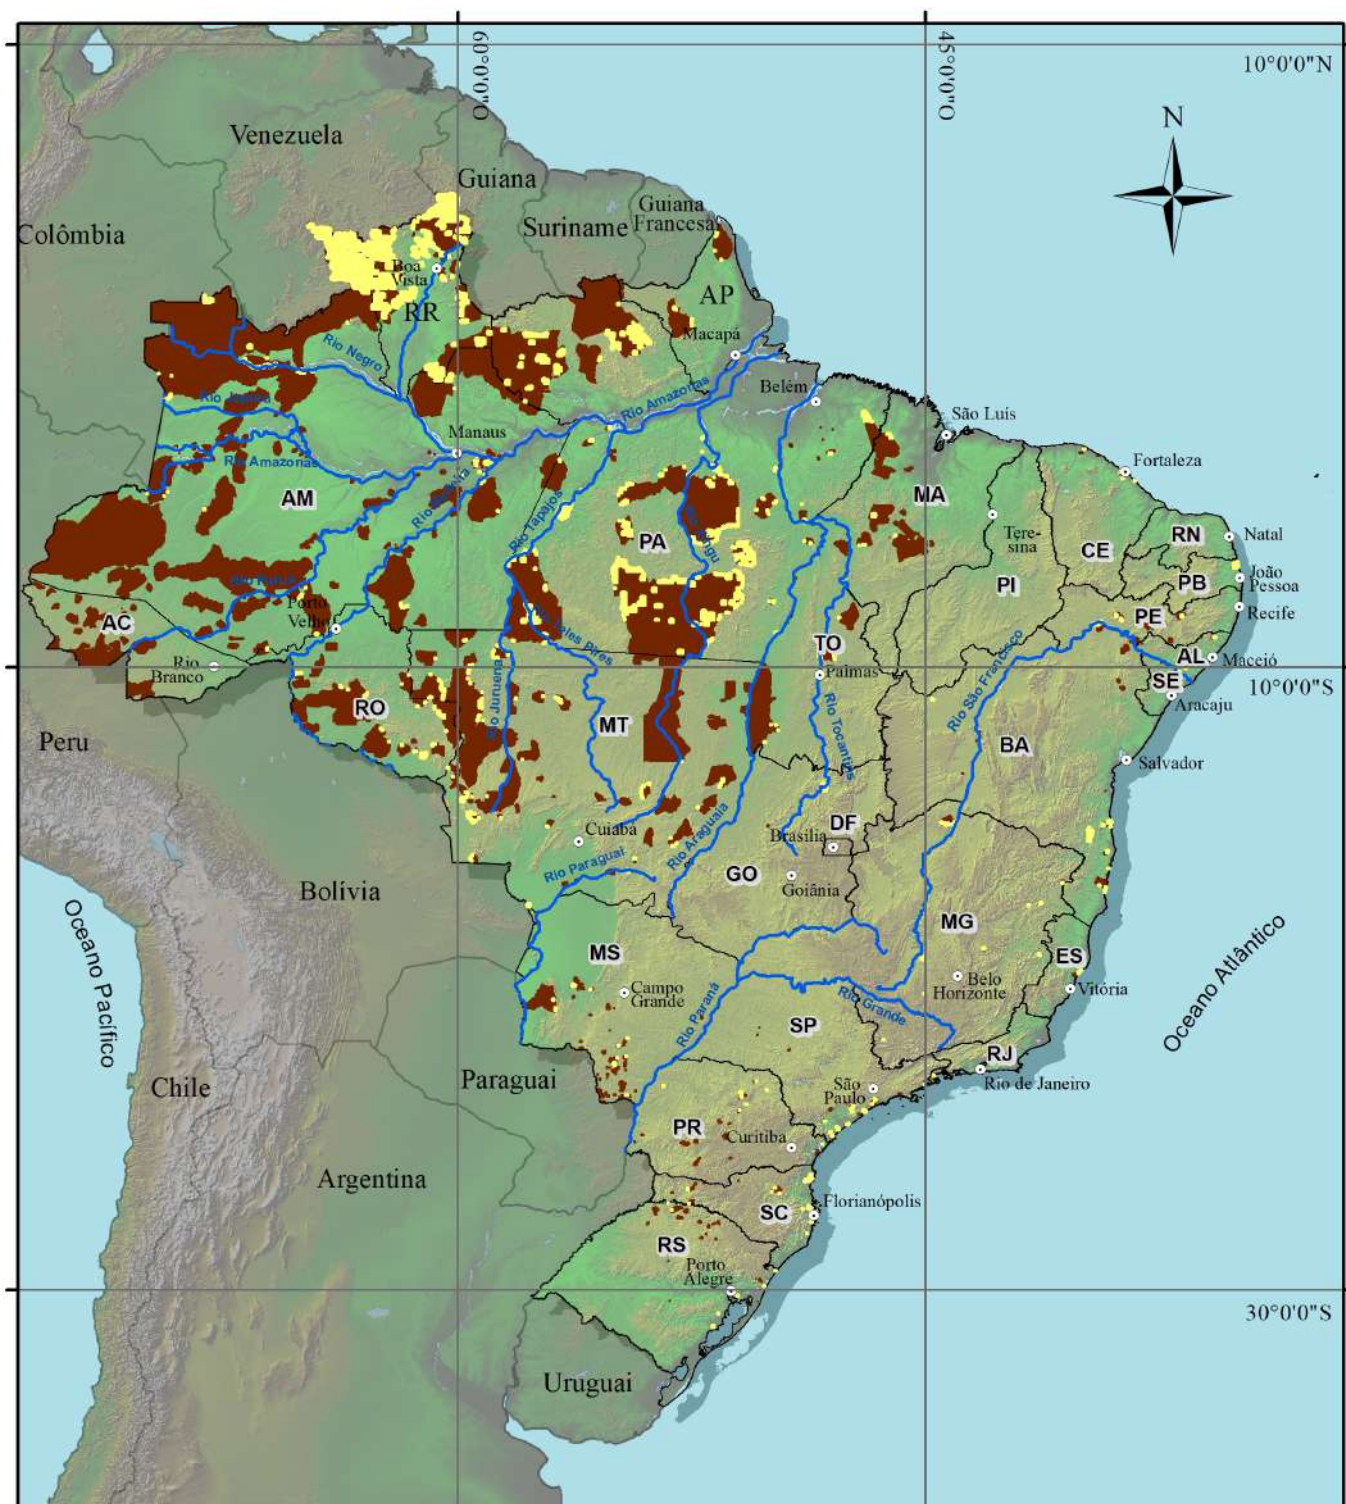 60°0'0"O
45°0'0"O
10°0'0"N
N
Venezuela
Guiana
Suriname
Guiana
Francesa
Colômbia
Boa
Vista
RR
AP
Macapá
Rio Negro
Belém
Rio Amazonas
São Luís
Manaus
Rio Amazonas
Fortaleza
AM
MA
Rio Tapajós
PA
Tere-
sina
CE
RN
Natal
PI
PB
João
Pessoa
Recife
Rio Purus
Porto
Velho
AC
PE
TO
Rio Teles Pires
Rio São Francisco
AL
Maceió
Rio
Branco
Palmas
SE
10°0'0"S
Aracaju
RO
Rio Juruena
MT
Rio Tocantins
BA
Peru
Salvador
Cuiabá
Rio Araguaia
Brasília
DF
Rio Paraguai
GO
Goiânia
Bolívia
MG
Oceano Pacífico
MS
ES
Oceano Atlântico
Campo
Grande
Belo
Horizonte
Vitória
Rio Paraná
Rio Grande
SP
RJ
Rio de Janeiro
Paraguai
Chile
São
Paulo
PR
Curitiba
Argentina
Florianópolis
SC
RS
Porto
Alegre
30°0'0"S
Uruguai